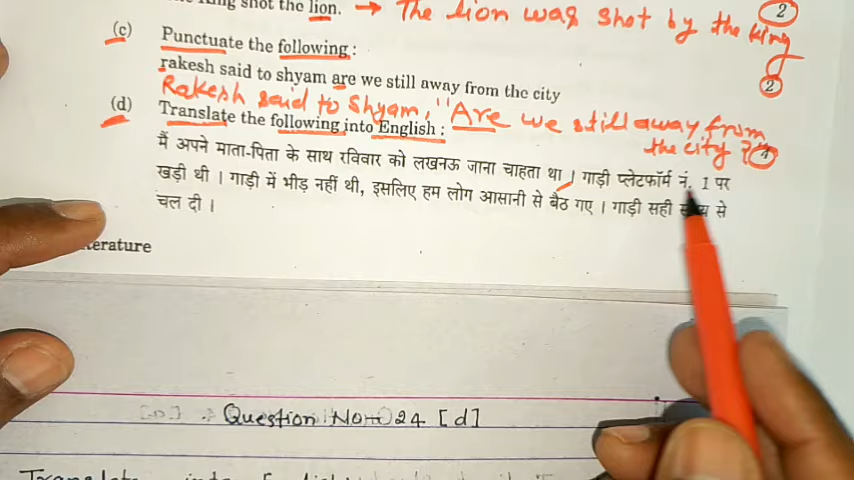 shot the lion. → The lion was shot by the king
2
(c) Punctuate the following:
rakesh said to shyam are we still away from the city
2
Rakesh said to Shyam, "Are we still away from
the city?
(d) Translate the following into English:
4
मैं अपने माता-पिता के साथ रविवार को लखनऊ जाना चाहता था । गाड़ी प्लेटफॉर्म नं. 1 पर
खड़ी थी । गाड़ी में भीड़ नहीं थी, इसलिए हम लोग आसानी से बैठ गए । गाड़ी सही से
चल दी ।
Question No-24 [d]